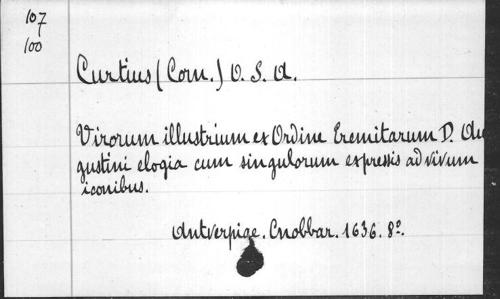 107
100
Curtius (Corn.) O. S. A.
Virorum illustrium ex Ordine Eremitarum D. Au
gustini elogia cum singulorum expressis ad vivum
iconibus.
Antverpiae. Cnobbar. 1636. 8º.